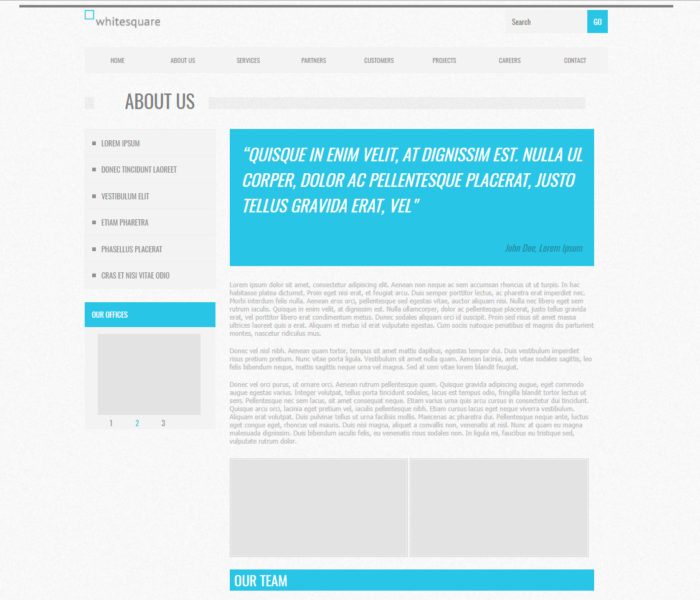 whitesquare
Search
GO
HOME
ABOUT US
SERVICES
PARTNERS
CUSTOMERS
PROJECTS
CAREERS
CONTACT
ABOUT US
LOREM IPSUM
DONEC TINCIDUNT LAOREET
VESTIBULUM ELIT
ETIAM PHARETRA
PHASELLUS PLACERAT
CRAS ET NISI VITAE ODIO
OUR OFFICES
1 2 3
“QUISQUE IN ENIM VELIT, AT DIGNISSIM EST. NULLA UL
CORPER, DOLOR AC PELLENTESQUE PLACERAT, JUSTO
TELLUS GRAVIDA ERAT, VEL"
John Doe, Lorem Ipsum
Lorem ipsum dolor sit amet, consectetur adipiscing elit. Aenean non neque ac sem accumsan rhoncus ut ut turpis. In hac
habitasse platea dictumst. Proin eget nisi erat, et feugiat arcu. Duis semper porttitor lectus, ac pharetra erat imperdiet nec.
Morbi interdum felis nulla. Aenean eros orci, pellentesque sed egestas vitae, auctor aliquam nisi. Nulla nec libero eget sem
rutrum iaculis. Quisque in enim velit, at dignissim est. Nulla ullamcorper, dolor ac pellentesque placerat, justo tellus gravida
erat, vel porttitor libero erat condimentum metus. Donec sodales aliquam orci id suscipit. Proin sed risus sit amet massa
ultrices laoreet quis a erat. Aliquam et metus id erat vulputate egestas. Cum sociis natoque penatibus et magnis dis parturient
montes, nascetur ridiculus mus.
Donec vel nisl nibh. Aenean quam tortor, tempus sit amet mattis dapibus, egestas tempor dui. Duis vestibulum imperdiet
risus pretium pretium. Nunc vitae porta ligula. Vestibulum sit amet nulla quam. Aenean lacinia, ante vitae sodales sagittis, leo
felis bibendum neque, mattis sagittis neque urna vel magna. Sed at sem vitae lorem blandit feugiat.
Donec vel orci purus, ut ornare orci. Aenean rutrum pellentesque quam. Quisque gravida adipiscing augue, eget commodo
augue egestas varius. Integer volutpat, tellus porta tincidunt sodales, lacus est tempus odio, fringilla blandit tortor lectus ut
sem. Pellentesque nec sem lacus, sit amet consequat neque. Etiam varius urna quis arcu cursus in consectetur dui tincidunt.
Quisque arcu orci, lacinia eget pretium vel, iaculis pellentesque nibh. Etiam cursus lacus eget neque viverra vestibulum.
Aliquam erat volutpat. Duis pulvinar tellus ut urna facilisis mollis. Maecenas ac pharetra dui. Pellentesque neque ante, luctus
eget congue eget, rhoncus vel mauris. Duis nisi magna, aliquet a convallis non, venenatis at nisl. Nunc at quam eu magna
malesuada dignissim. Duis bibendum iaculis felis, eu venenatis risus sodales non. In ligula mi, faucibus eu tristique sed,
vulputate rutrum dolor.
OUR TEAM